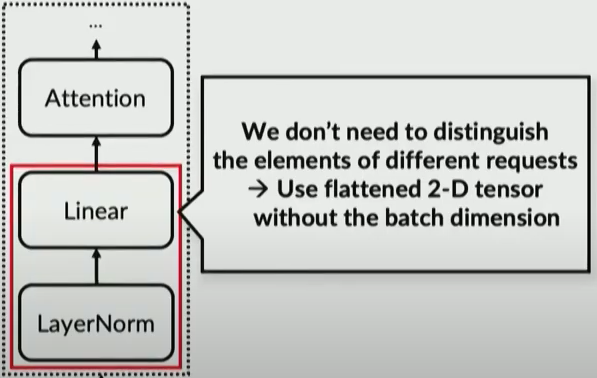 ...
Attention
Linear
LayerNorm
We don't need to distinguish
the elements of different requests
→ Use flattened 2-D tensor
without the batch dimension